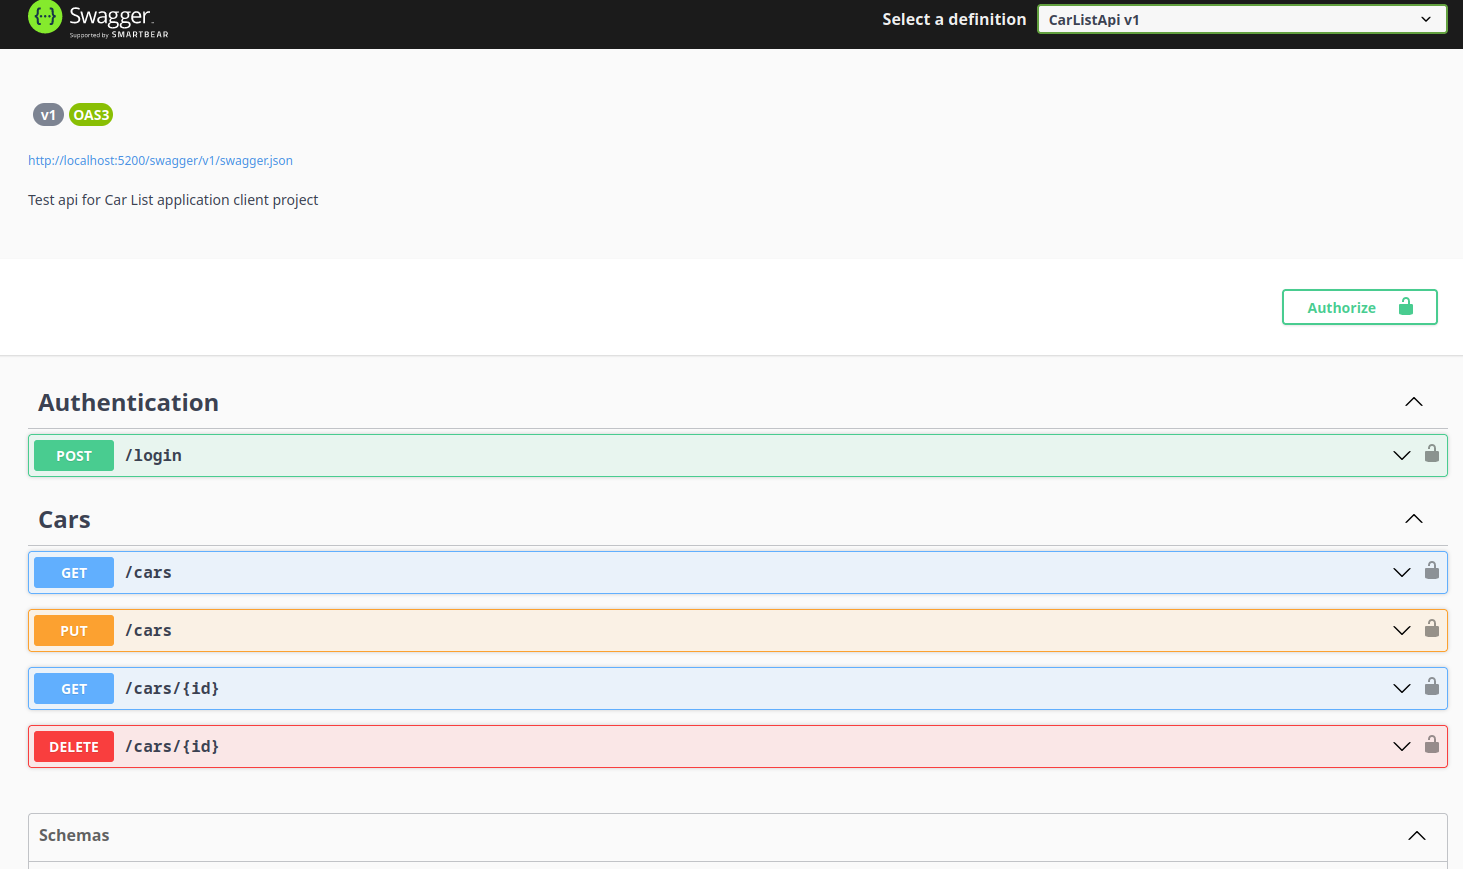 Swagger.
Supported by SMARTBEAR
Select a definition
CarListApi v1
v1 OAS3
http://localhost:5200/swagger/v1/swagger.json
Test api for Car List application client project
Authorize
Authentication
POST /login
Cars
GET /cars
PUT /cars
GET /cars/{id}
DELETE /cars/{id}
Schemas